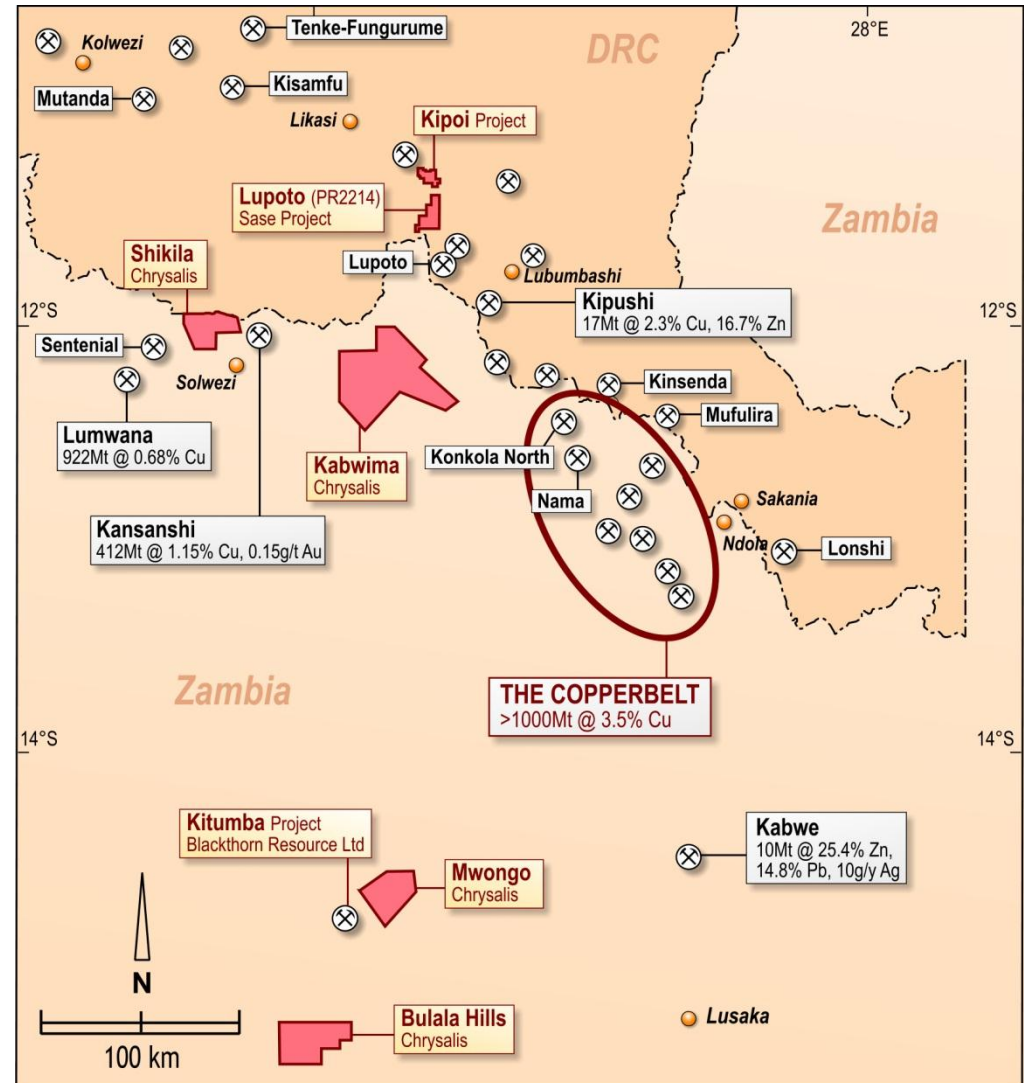 Tenke-Fungurume
28°E
Kolwezi
DRC
Kisamfu
Mutanda
Likasi
Kipoi Project
Lupoto (PR2214)
Sase Project
Zambia
Shikila
Chrysalis
Lupoto
Lubumbashi
Kipushi
17Mt @ 2.3% Cu, 16.7% Zn
12°S
12°S
Sentenial
Solwezi
Kinsenda
Mufulira
Lumwana
922Mt @ 0.68% Cu
Konkola North
Kabwima
Chrysalis
Nama
Sakania
Kansanshi
412Mt @ 1.15% Cu, 0.15g/t Au
Ndola
Lonshi
Zambia
THE COPPERBELT
>1000Mt @ 3.5% Cu
14°S
14°S
Kitumba Project
Blackthorn Resource Ltd
Kabwe
10Mt @ 25.4% Zn,
14.8% Pb, 10g/y Ag
Mwongo
Chrysalis
N
100 km
Bulala Hills
Chrysalis
Lusaka